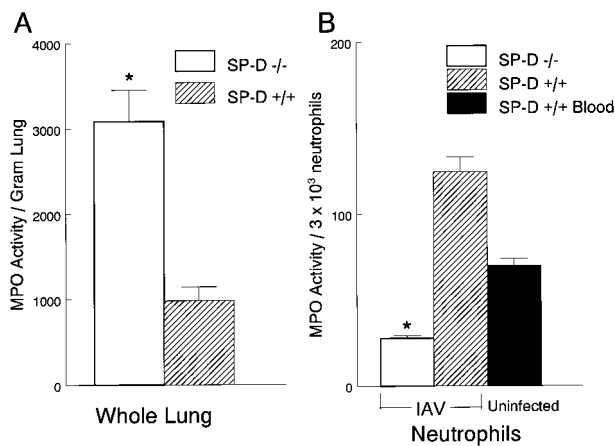 A
MPO Activity / Gram Lung
4000
3000
2000
1000
0
*
SP-D -/-
SP-D +/+
Whole Lung
B
MPO Activity / 3 x 10³ neutrophils
200
100
0
SP-D -/-
SP-D +/+
SP-D +/+ Blood
*
IAV
Uninfected
Neutrophils